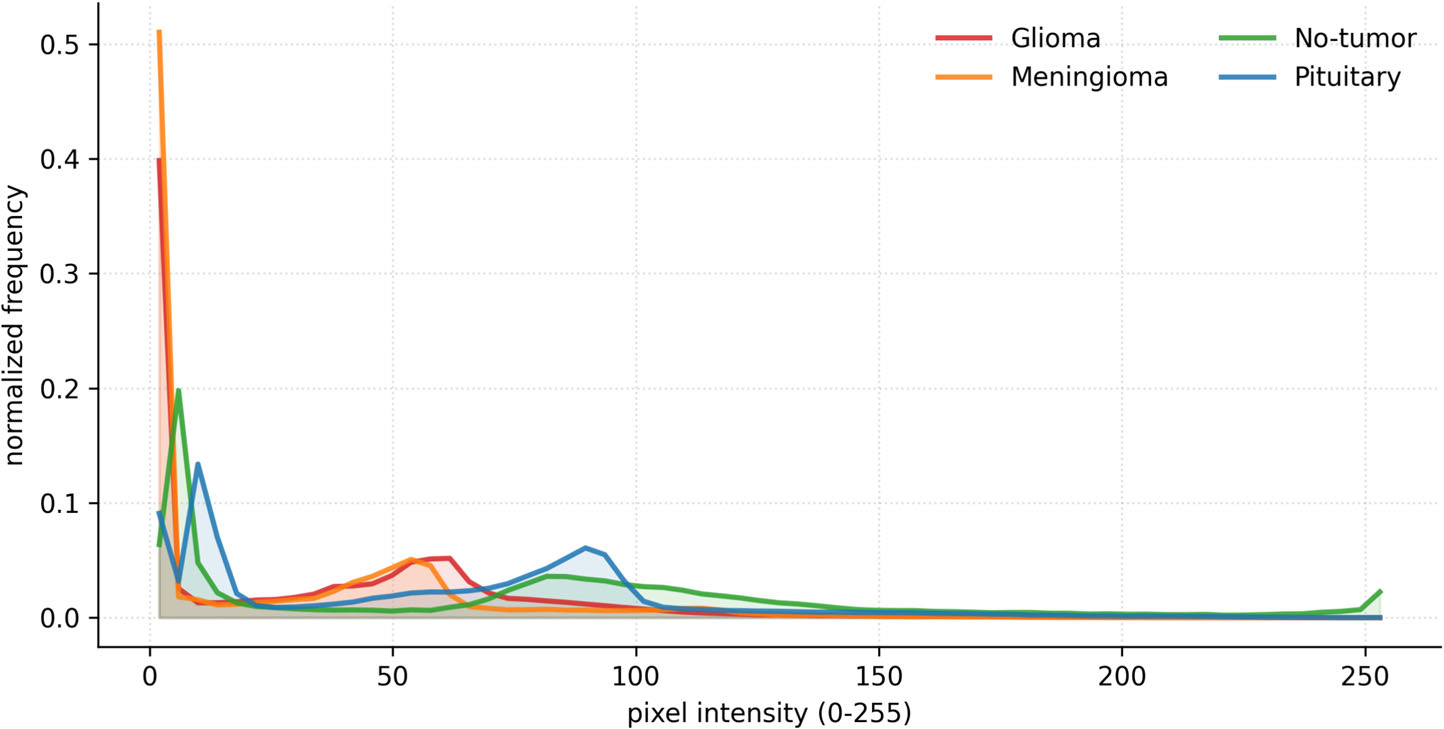 normalized frequency
0.5
0.4
0.3
0.2
0.1
0.0
Glioma
Meningioma
No-tumor
Pituitary
0
50
100
150
200
250
pixel intensity (0-255)